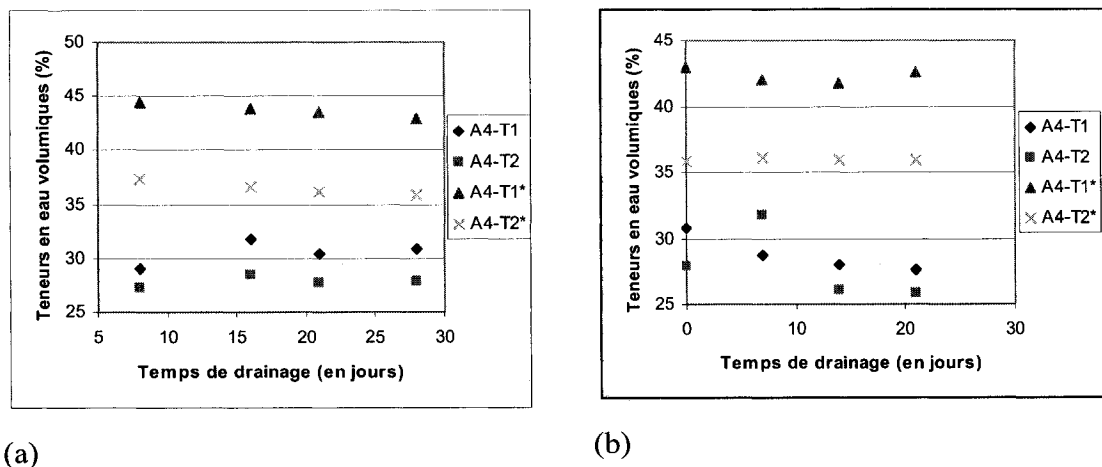 Teneurs en eau volumiques (%)
50
45
40
35
30
25
5 10 15 20 25 30
Temps de drainage (en jours)
A4-T1
A4-T2
A4-T1*
A4-T2*
(a)
Teneurs en eau volumiques (%)
45
40
35
30
25
0 10 20 30
Temps de drainage (en jours)
A4-T1
A4-T2
A4-T1*
A4-T2*
(b)